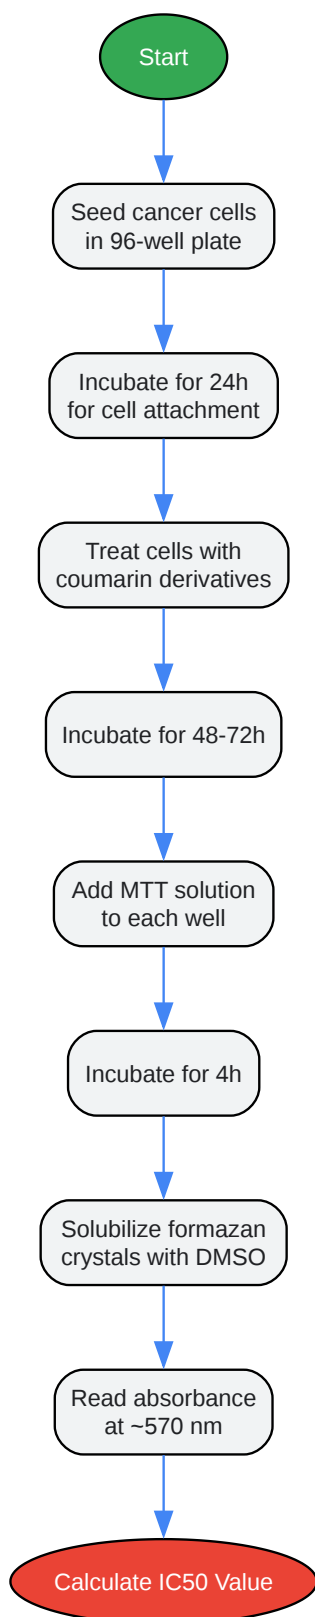 Start
Seed cancer cells
in 96-well plate
Incubate for 24h
for cell attachment
Treat cells with
coumarin derivatives
Incubate for 48-72h
Add MTT solution
to each well
Incubate for 4h
Solubilize formazan
crystals with DMSO
Read absorbance
at ~570 nm
Calculate IC50 Value